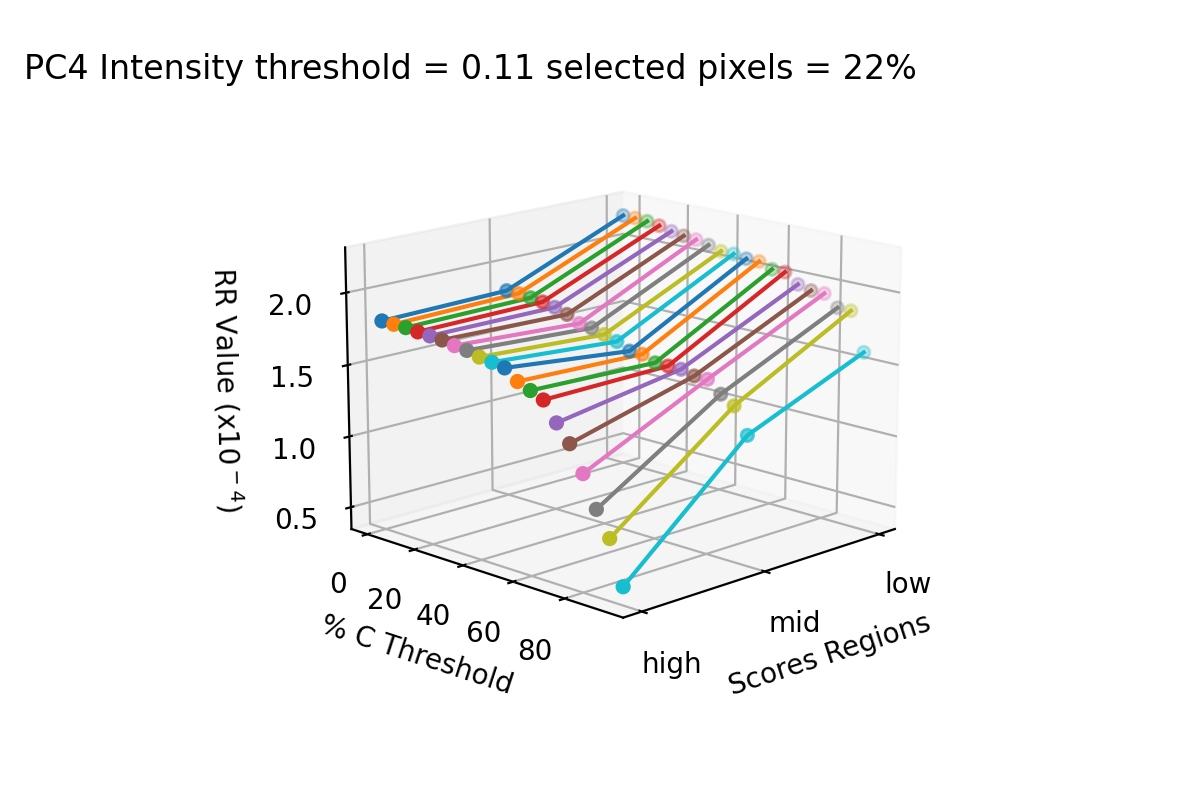 PC4 Intensity threshold = 0.11 selected pixels = 22%
RR Value (x10⁻⁴)
2.0
1.5
1.0
0.5
0
20
40
60
80
% C Threshold
high
mid
low
Scores Regions